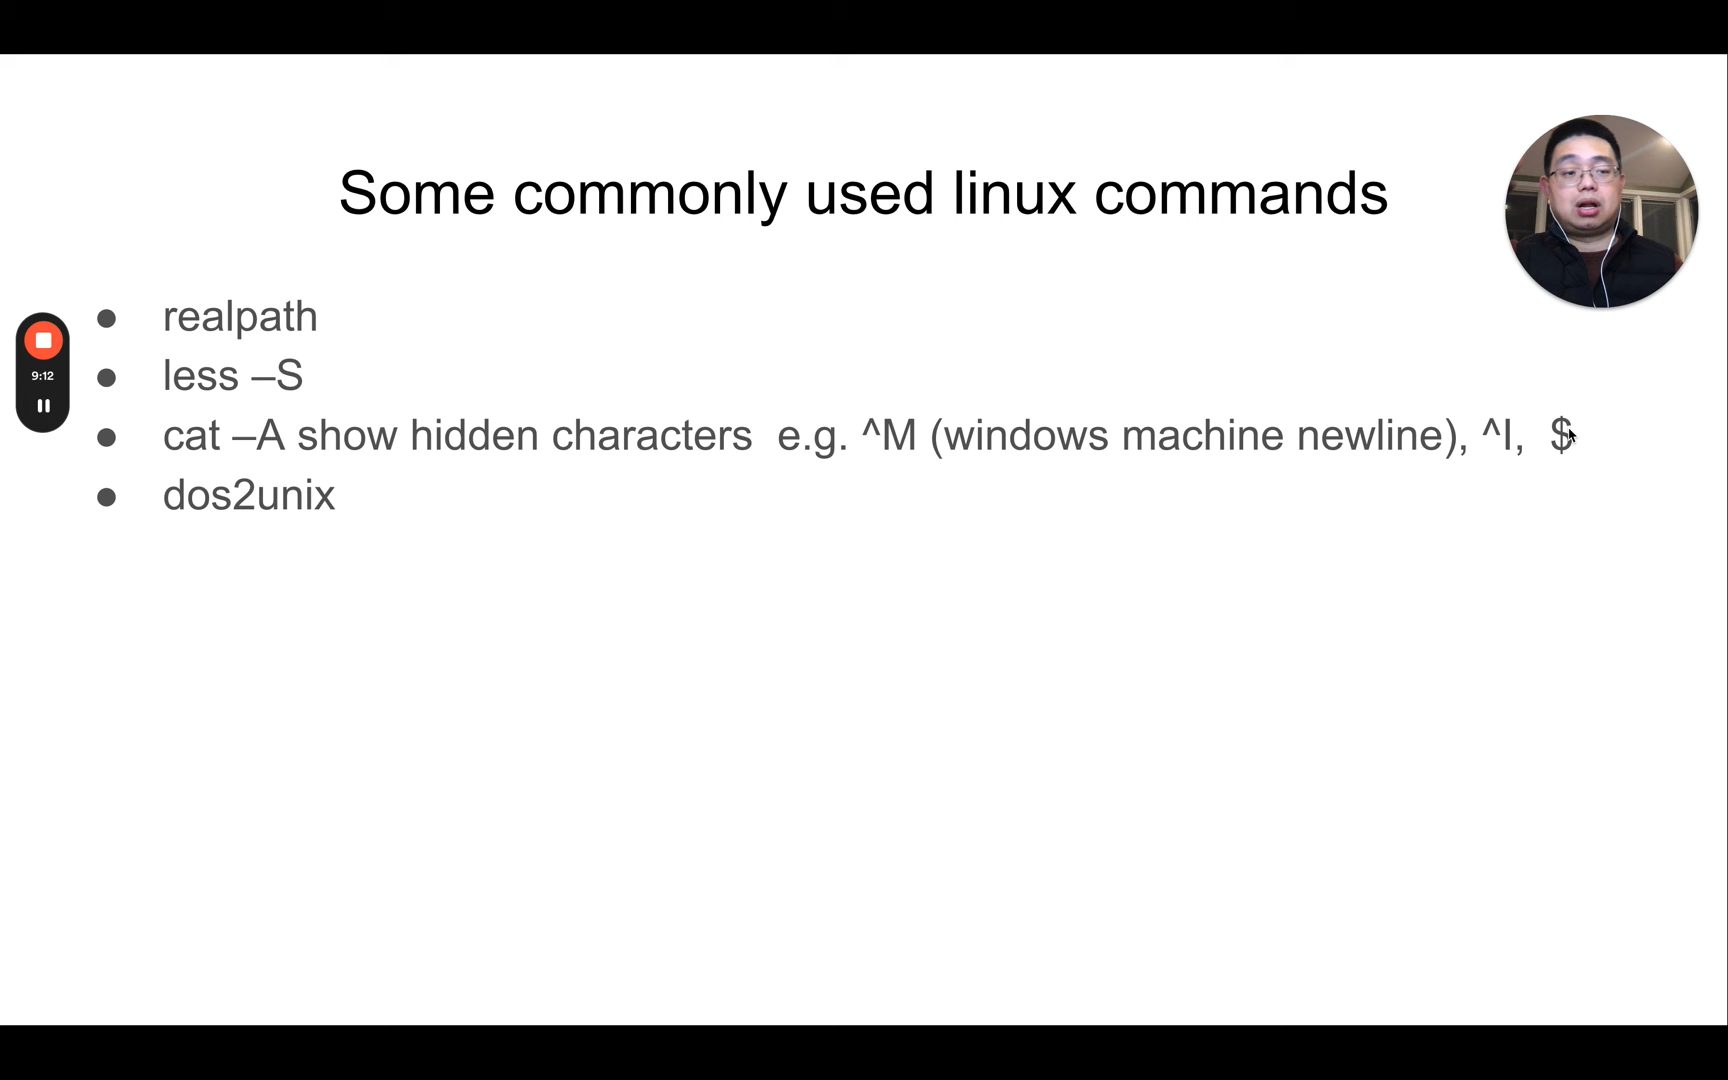 Some commonly used linux commands
● realpath
● less –S
9:12
● cat –A show hidden characters  e.g. ^M (windows machine newline), ^I,  $
● dos2unix